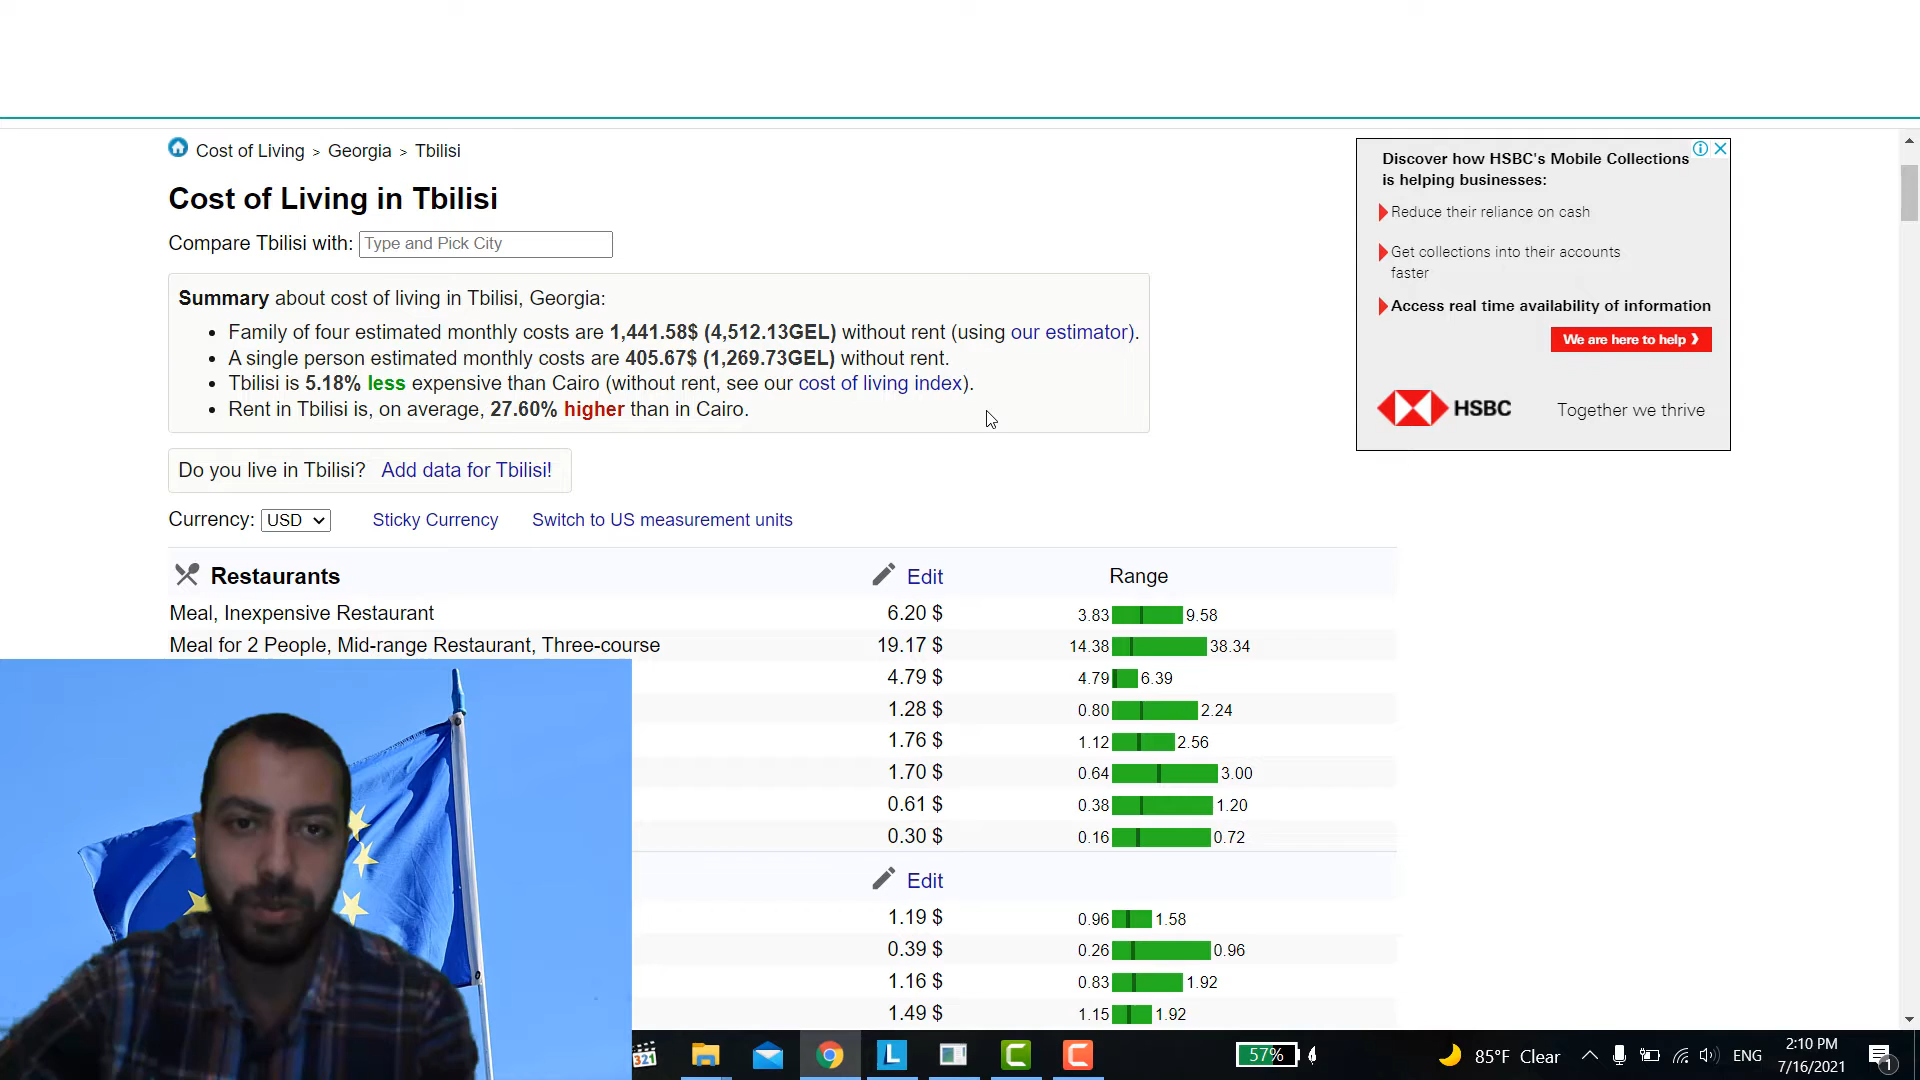 Cost of Living > Georgia > Tbilisi
Cost of Living in Tbilisi
Compare Tbilisi with: Type and Pick City
Summary about cost of living in Tbilisi, Georgia:
Family of four estimated monthly costs are 1,441.58$ (4,512.13GEL) without rent (using our estimator).
A single person estimated monthly costs are 405.67$ (1,269.73GEL) without rent.
Tbilisi is 5.18% less expensive than Cairo (without rent, see our cost of living index).
Rent in Tbilisi is, on average, 27.60% higher than in Cairo.
Do you live in Tbilisi? Add data for Tbilisi!
Currency: USD Sticky Currency Switch to US measurement units
Restaurants Edit Range
Meal, Inexpensive Restaurant 6.20 $ 3.83 9.58
Meal for 2 People, Mid-range Restaurant, Three-course 19.17 $ 14.38 38.34
4.79 $ 4.79 6.39
1.28 $ 0.80 2.24
1.76 $ 1.12 2.56
1.70 $ 0.64 3.00
0.61 $ 0.38 1.20
0.30 $ 0.16 0.72
Edit
1.19 $ 0.96 1.58
0.39 $ 0.26 0.96
1.16 $ 0.83 1.92
1.49 $ 1.15 1.92
Discover how HSBC's Mobile Collections
is helping businesses:
Reduce their reliance on cash
Get collections into their accounts
faster
Access real time availability of information
We are here to help
HSBC Together we thrive
321
L
57%
85°F Clear
ENG
2:10 PM
7/16/2021
1